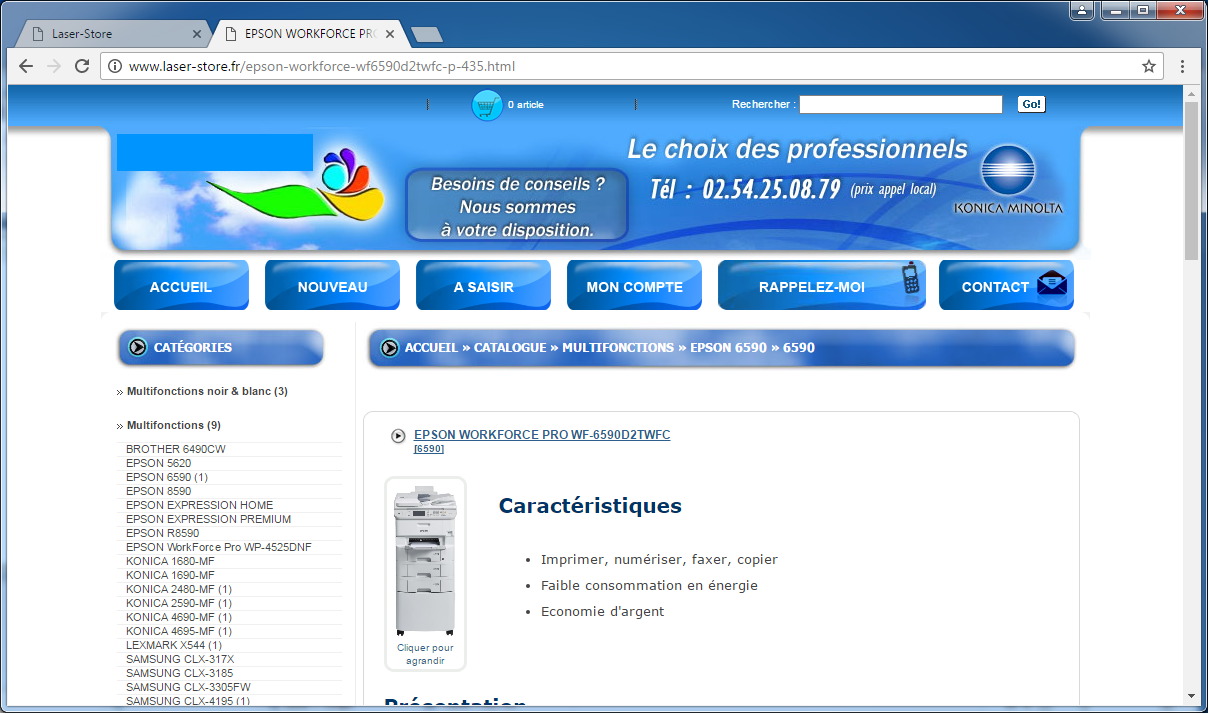 Laser-Store
EPSON WORKFORCE PR
www.laser-store.fr/epson-workforce-wf6590d2twfc-p-435.html
0 article
Rechercher :
Go!
Le choix des professionnels
Besoins de conseils ?
Nous sommes
à votre disposition.
Tél : 02.54.25.08.79 (prix appel local)
KONICA MINOLTA
ACCUEIL
NOUVEAU
A SAISIR
MON COMPTE
RAPPELEZ-MOI
CONTACT
CATÉGORIES
ACCUEIL » CATALOGUE » MULTIFONCTIONS » EPSON 6590 » 6590
» Multifonctions noir & blanc (3)
» Multifonctions (9)
BROTHER 6490CW
EPSON 5620
EPSON 6590 (1)
EPSON 8590
EPSON EXPRESSION HOME
EPSON EXPRESSION PREMIUM
EPSON R8590
EPSON WorkForce Pro WP-4525DNF
KONICA 1680-MF
KONICA 1690-MF
KONICA 2480-MF (1)
KONICA 2590-MF (1)
KONICA 4690-MF (1)
KONICA 4695-MF (1)
LEXMARK X544 (1)
SAMSUNG CLX-317X
SAMSUNG CLX-3185
SAMSUNG CLX-3305FW
SAMSUNG CLX-4195 (1)
EPSON WORKFORCE PRO WF-6590D2TWFC
[6590]
Cliquer pour
agrandir
Caractéristiques
• Imprimer, numériser, faxer, copier
• Faible consommation en énergie
• Economie d'argent
Présentation